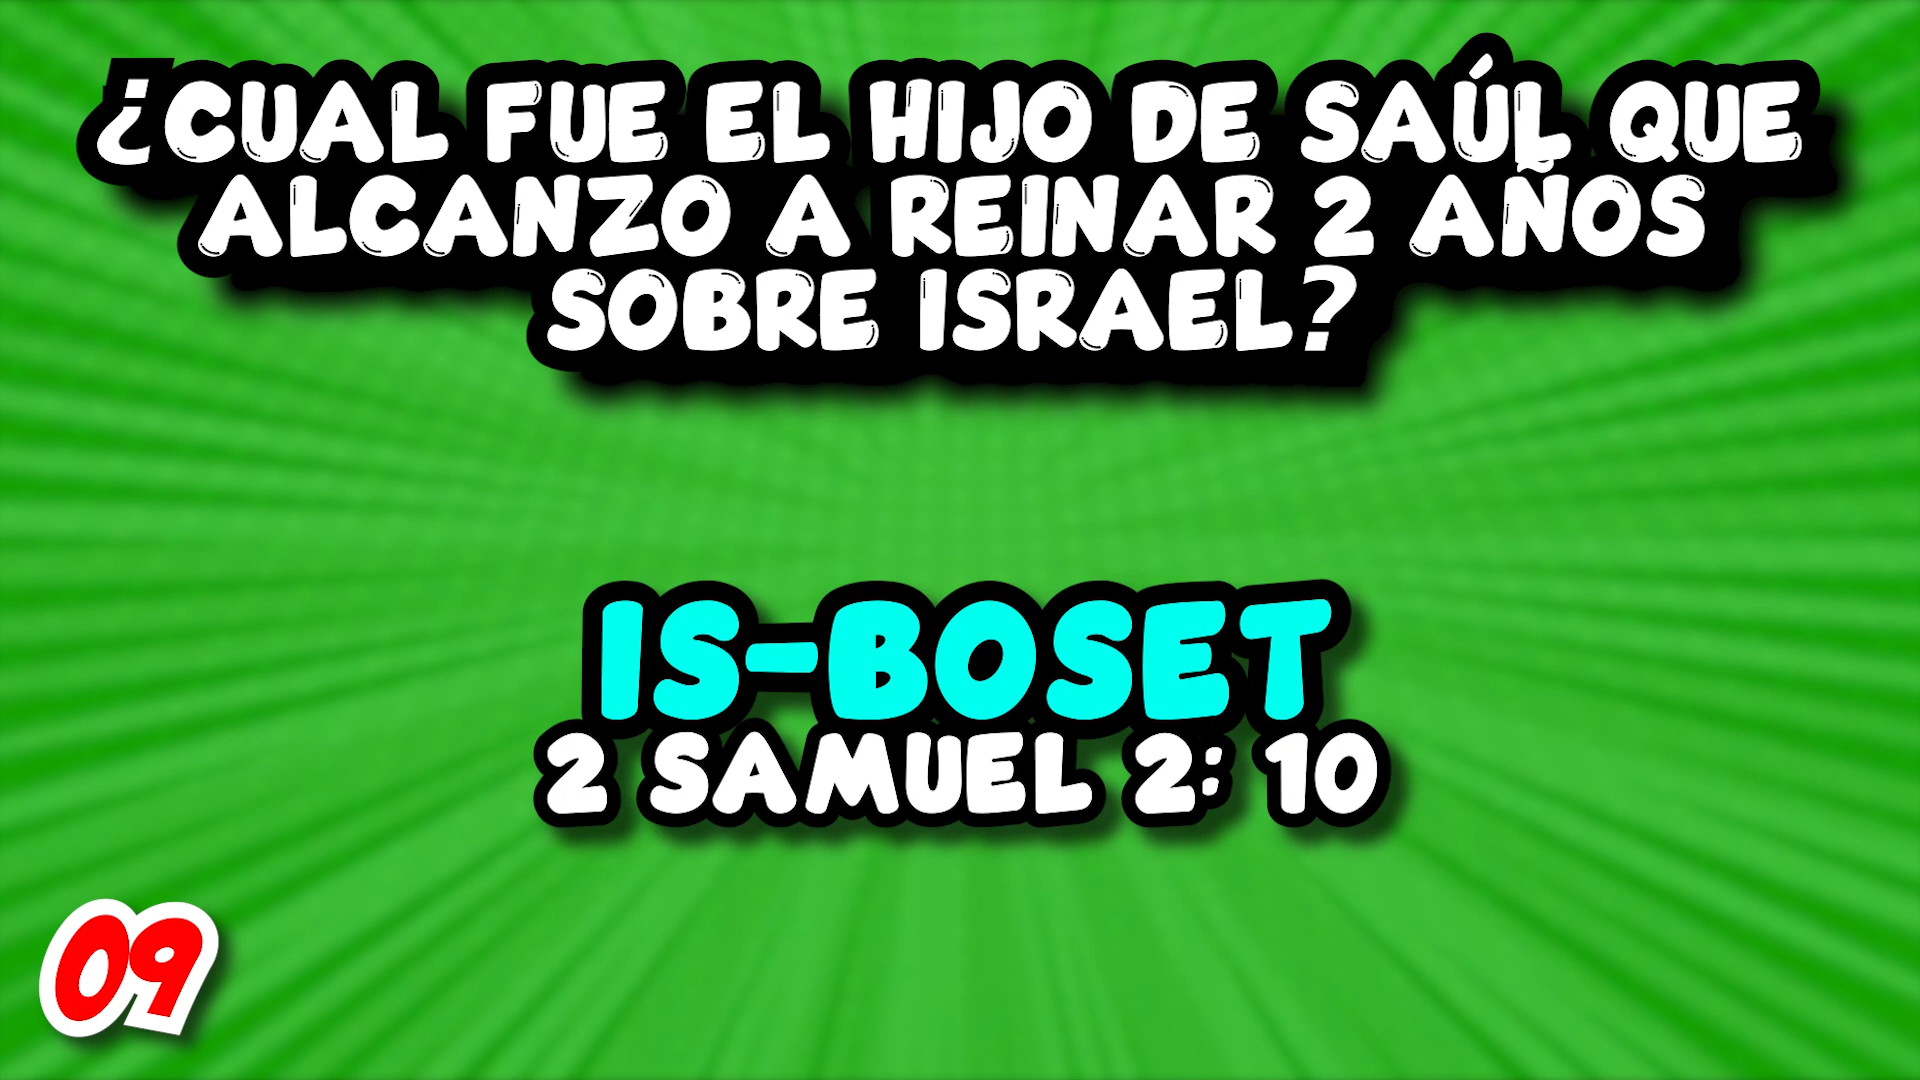 ¿CUAL FUE EL HIJO DE SAÚL QUE
ALCANZO A REINAR 2 AÑOS
SOBRE ISRAEL?
IS-BOSET
2 SAMUEL 2: 10
09